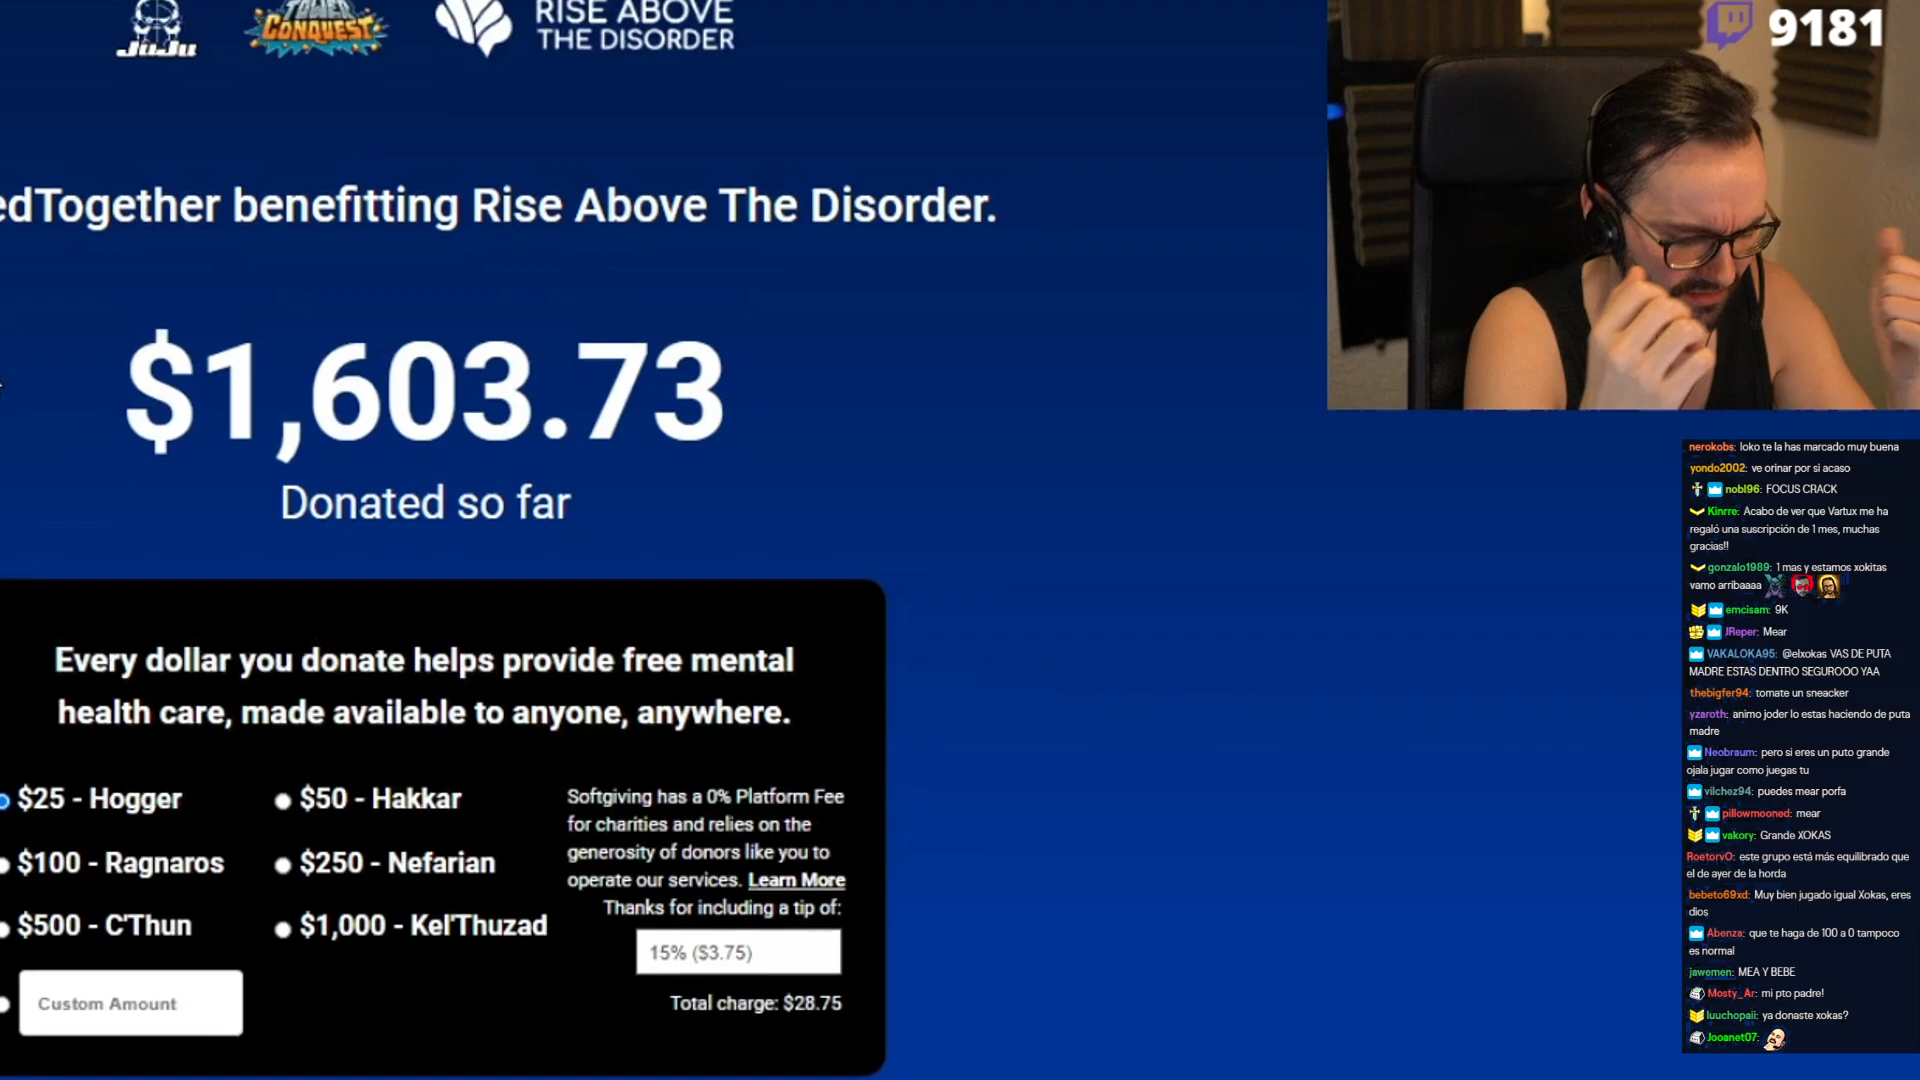 JuJu
TOWER
CONQUEST
RISE ABOVE
THE DISORDER
9181
edTogether benefitting Rise Above The Disorder.
$1,603.73
Donated so far
Every dollar you donate helps provide free mental
health care, made available to anyone, anywhere.
$25 - Hogger
$50 - Hakkar
$100 - Ragnaros
$250 - Nefarian
$500 - C'Thun
$1,000 - Kel'Thuzad
Custom Amount
Softgiving has a 0% Platform Fee
for charities and relies on the
generosity of donors like you to
operate our services. Learn More
Thanks for including a tip of:
15% ($3.75)
Total charge: $28.75
nerokobs: loko te la has marcado muy buena
yondo2002: ve orinar por si acaso
nobl96: FOCUS CRACK
Kinrre: Acabo de ver que Vartux me ha
regaló una suscripción de 1 mes, muchas
gracias!!
gonzalo1989: 1 mas y estamos xokitas
vamo arribaaaa
emcisam: 9K
JReper: Mear
VAKALOKA95: @elxokas VAS DE PUTA
MADRE ESTAS DENTRO SEGUROOO YAA
thebigfer94: tomate un sneacker
yzaroth: animo joder lo estas haciendo de puta
madre
Neobraum: pero si eres un puto grande
ojala jugar como juegas tu
vilchez94: puedes mear porfa
pillowmooned: mear
vakory: Grande XOKAS
RoetorvO: este grupo está más equilibrado que
el de ayer de la horda
bebeto69xd: Muy bien jugado igual Xokas, eres
dios
Abenza: que te haga de 100 a 0 tampoco
es normal
jawemen: MEA Y BEBE
Mosty_Ar: mi pto padre!
luuchopaii: ya donaste xokas?
Jooanet07: